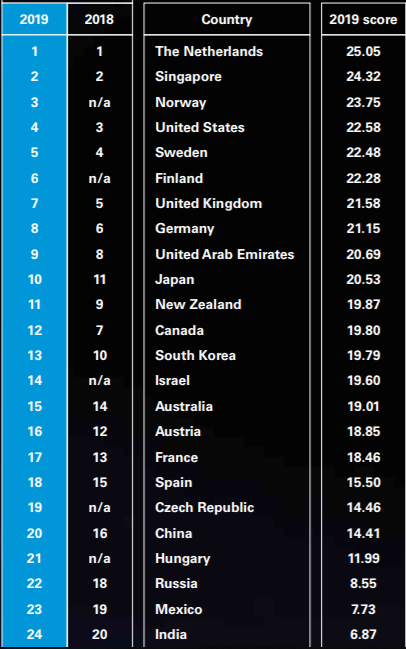 2019 2018 Country 2019 score
1 1 The Netherlands 25.05
2 2 Singapore 24.32
3 n/a Norway 23.75
4 3 United States 22.58
5 4 Sweden 22.48
6 n/a Finland 22.28
7 5 United Kingdom 21.58
8 6 Germany 21.15
9 8 United Arab Emirates 20.69
10 11 Japan 20.53
11 9 New Zealand 19.87
12 7 Canada 19.80
13 10 South Korea 19.79
14 n/a Israel 19.60
15 14 Australia 19.01
16 12 Austria 18.85
17 13 France 18.46
18 15 Spain 15.50
19 n/a Czech Republic 14.46
20 16 China 14.41
21 n/a Hungary 11.99
22 18 Russia 8.55
23 19 Mexico 7.73
24 20 India 6.87